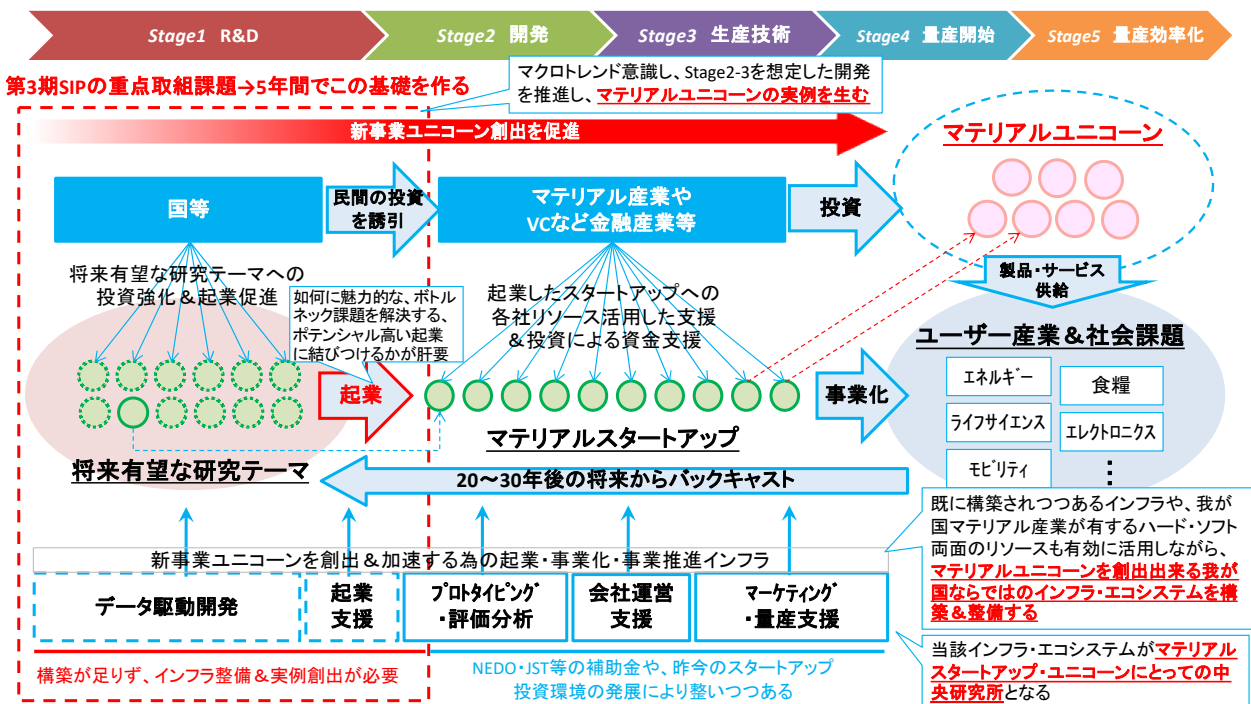 Stage1 R&D
Stage2 開発
Stage3 生産技術
Stage4 量産開始
Stage5 量産効率化
第3期SIPの重点取組課題→5年間でこの基礎を作る
マクロトレンド意識し、Stage2-3を想定した開発
を推進し、マテリアルユニコーンの実例を生む
新事業ユニコーン創出を促進
マテリアルユニコーン
国等
民間の投資
を誘引
マテリアル産業や
VCなど金融産業等
投資
製品・サービス
供給
将来有望な研究テーマへの
投資強化&起業促進
如何に魅力的な、ボトル
ネック課題を解決する、
ポテンシャル高い起業
に結びつけるかが肝要
起業したスタートアップへの
各社リソース活用した支援
&投資による資金支援
ユーザー産業&社会課題
エネルギー
食糧
ライフサイエンス
エレクトロニクス
モビリティ
⋮
起業
事業化
将来有望な研究テーマ
マテリアルスタートアップ
20~30年後の将来からバックキャスト
既に構築されつつあるインフラや、我が
国マテリアル産業が有するハード・ソフト
両面のリソースも有効に活用しながら、
マテリアルユニコーンを創出出来る我が
国ならではのインフラ・エコシステムを構
築&整備する
新事業ユニコーンを創出&加速する為の起業・事業化・事業推進インフラ
データ駆動開発
起業
支援
プロトタイピング
・評価分析
会社運営
支援
マーケティング
・量産支援
構築が足りず、インフラ整備&実例創出が必要
NEDO・JST等の補助金や、昨今のスタートアップ
投資環境の発展により整いつつある
当該インフラ・エコシステムがマテリアル
スタートアップ・ユニコーンにとっての中
央研究所となる